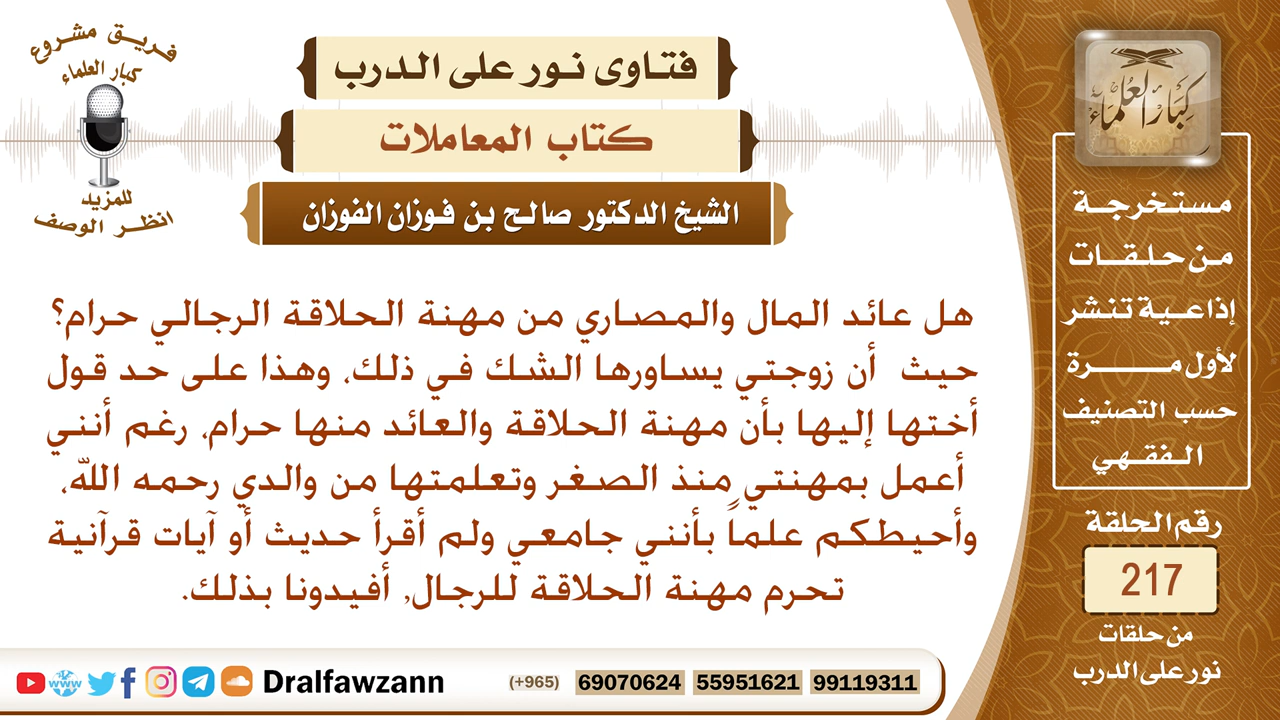 فريق مشروع
كبار العلماء
للمزيد
انظر الوصف
فتاوى نور على الدرب
كتاب المعاملات
الشيخ الدكتور صالح بن فوزان الفوزان
هل عائد المال والمصاري من مهنة الحلاقة الرجالي حرام؟
حيث أن زوجتي يساورها الشك في ذلك، وهذا على حد قول
أختها إليها بأن مهنة الحلاقة والعائد منها حرام، رغم أنني
أعمل بمهنتي منذ الصغر وتعلمتها من والدي رحمه الله،
وأحيطكم علماً بأنني جامعي ولم أقرأ حديث أو آيات قرآنية
تحرم مهنة الحلاقة للرجال, أفيدونا بذلك.
كبار العلماء
مستخرجة
من حلقات
إذاعية تنشر
لأول مرة
حسب التصنيف
الفقهي
رقم الحلقة
217
من حلقات
نور على الدرب
www
Dralfawzann
(+965) 69070624 55951621 99119311